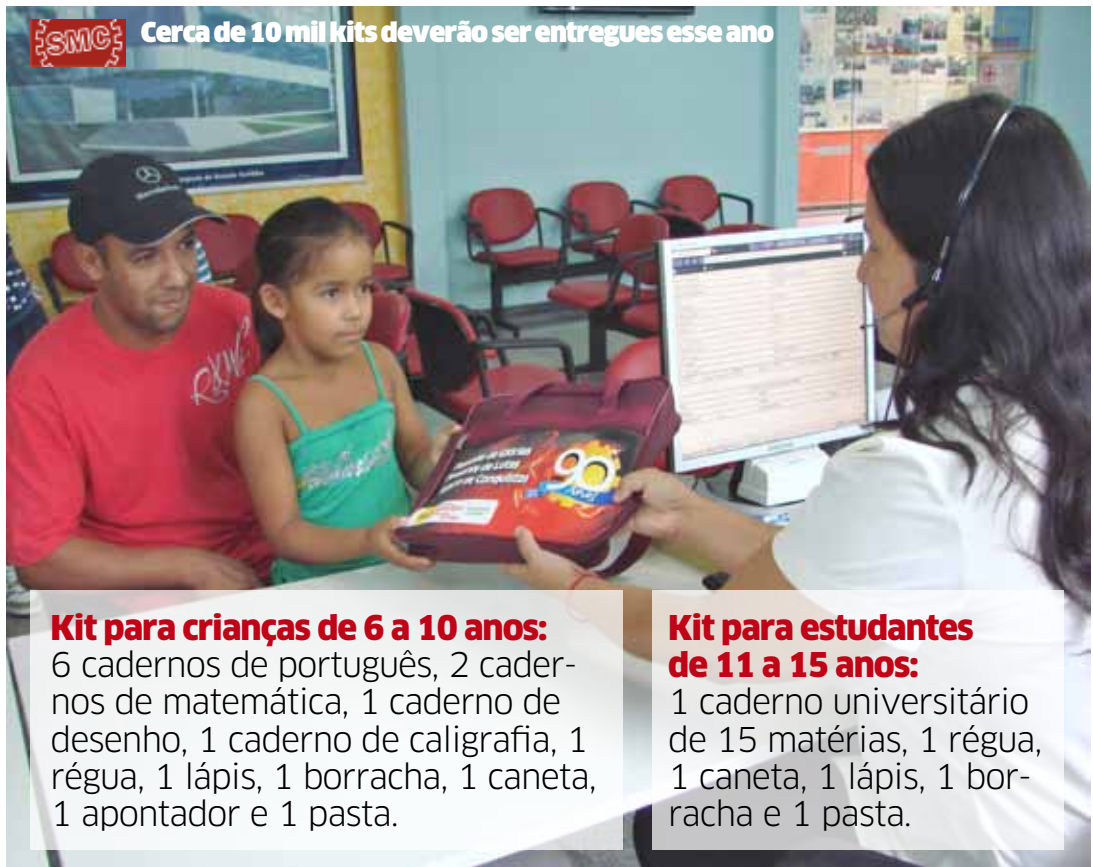 SMC
Cerca de 10 mil kits deverão ser entregues esse ano
90
Kit para crianças de 6 a 10 anos:
6 cadernos de português, 2 cader-
nos de matemática, 1 caderno de
desenho, 1 caderno de caligrafia, 1
régua, 1 lápis, 1 borracha, 1 caneta,
1 apontador e 1 pasta.
Kit para estudantes
de 11 a 15 anos:
1 caderno universitário
de 15 matérias, 1 régua,
1 caneta, 1 lápis, 1 bor-
racha e 1 pasta.